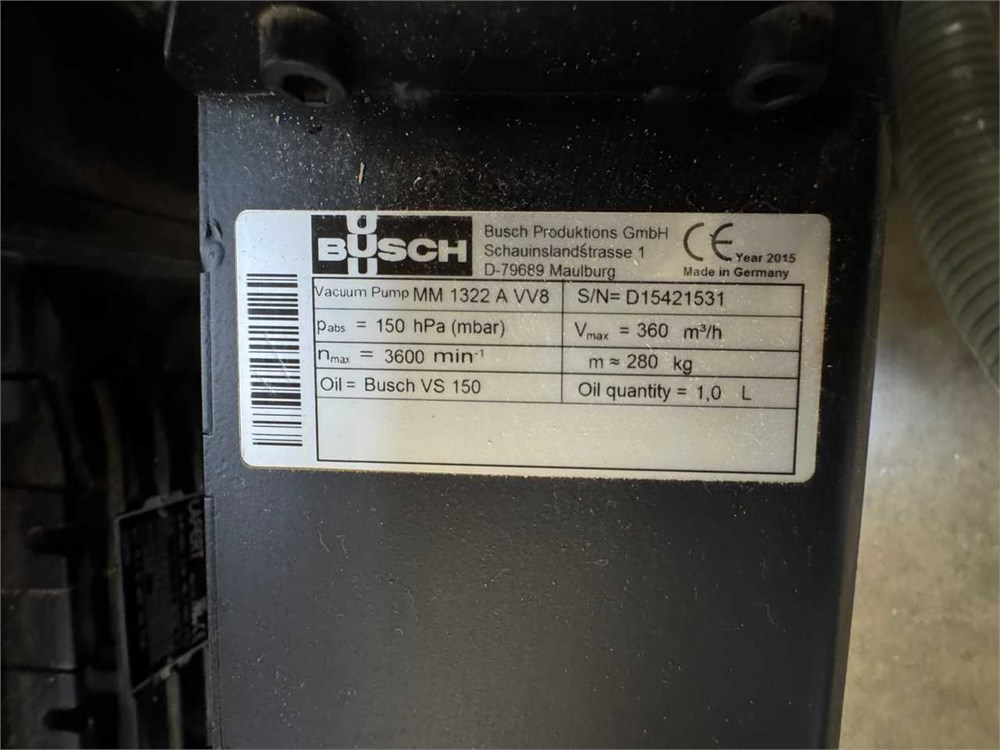 BUSCH
Busch Produktions GmbH
Schauinslandstrasse 1
D-79689 Maulburg
CE Year 2015
Made in Germany
Vacuum Pump MM 1322 A VV8 S/N= D15421531
pabs = 150 hPa (mbar) Vmax = 360 m³/h
nmax = 3600 min-1 m ≈ 280 kg
Oil = Busch VS 150 Oil quantity = 1,0 L